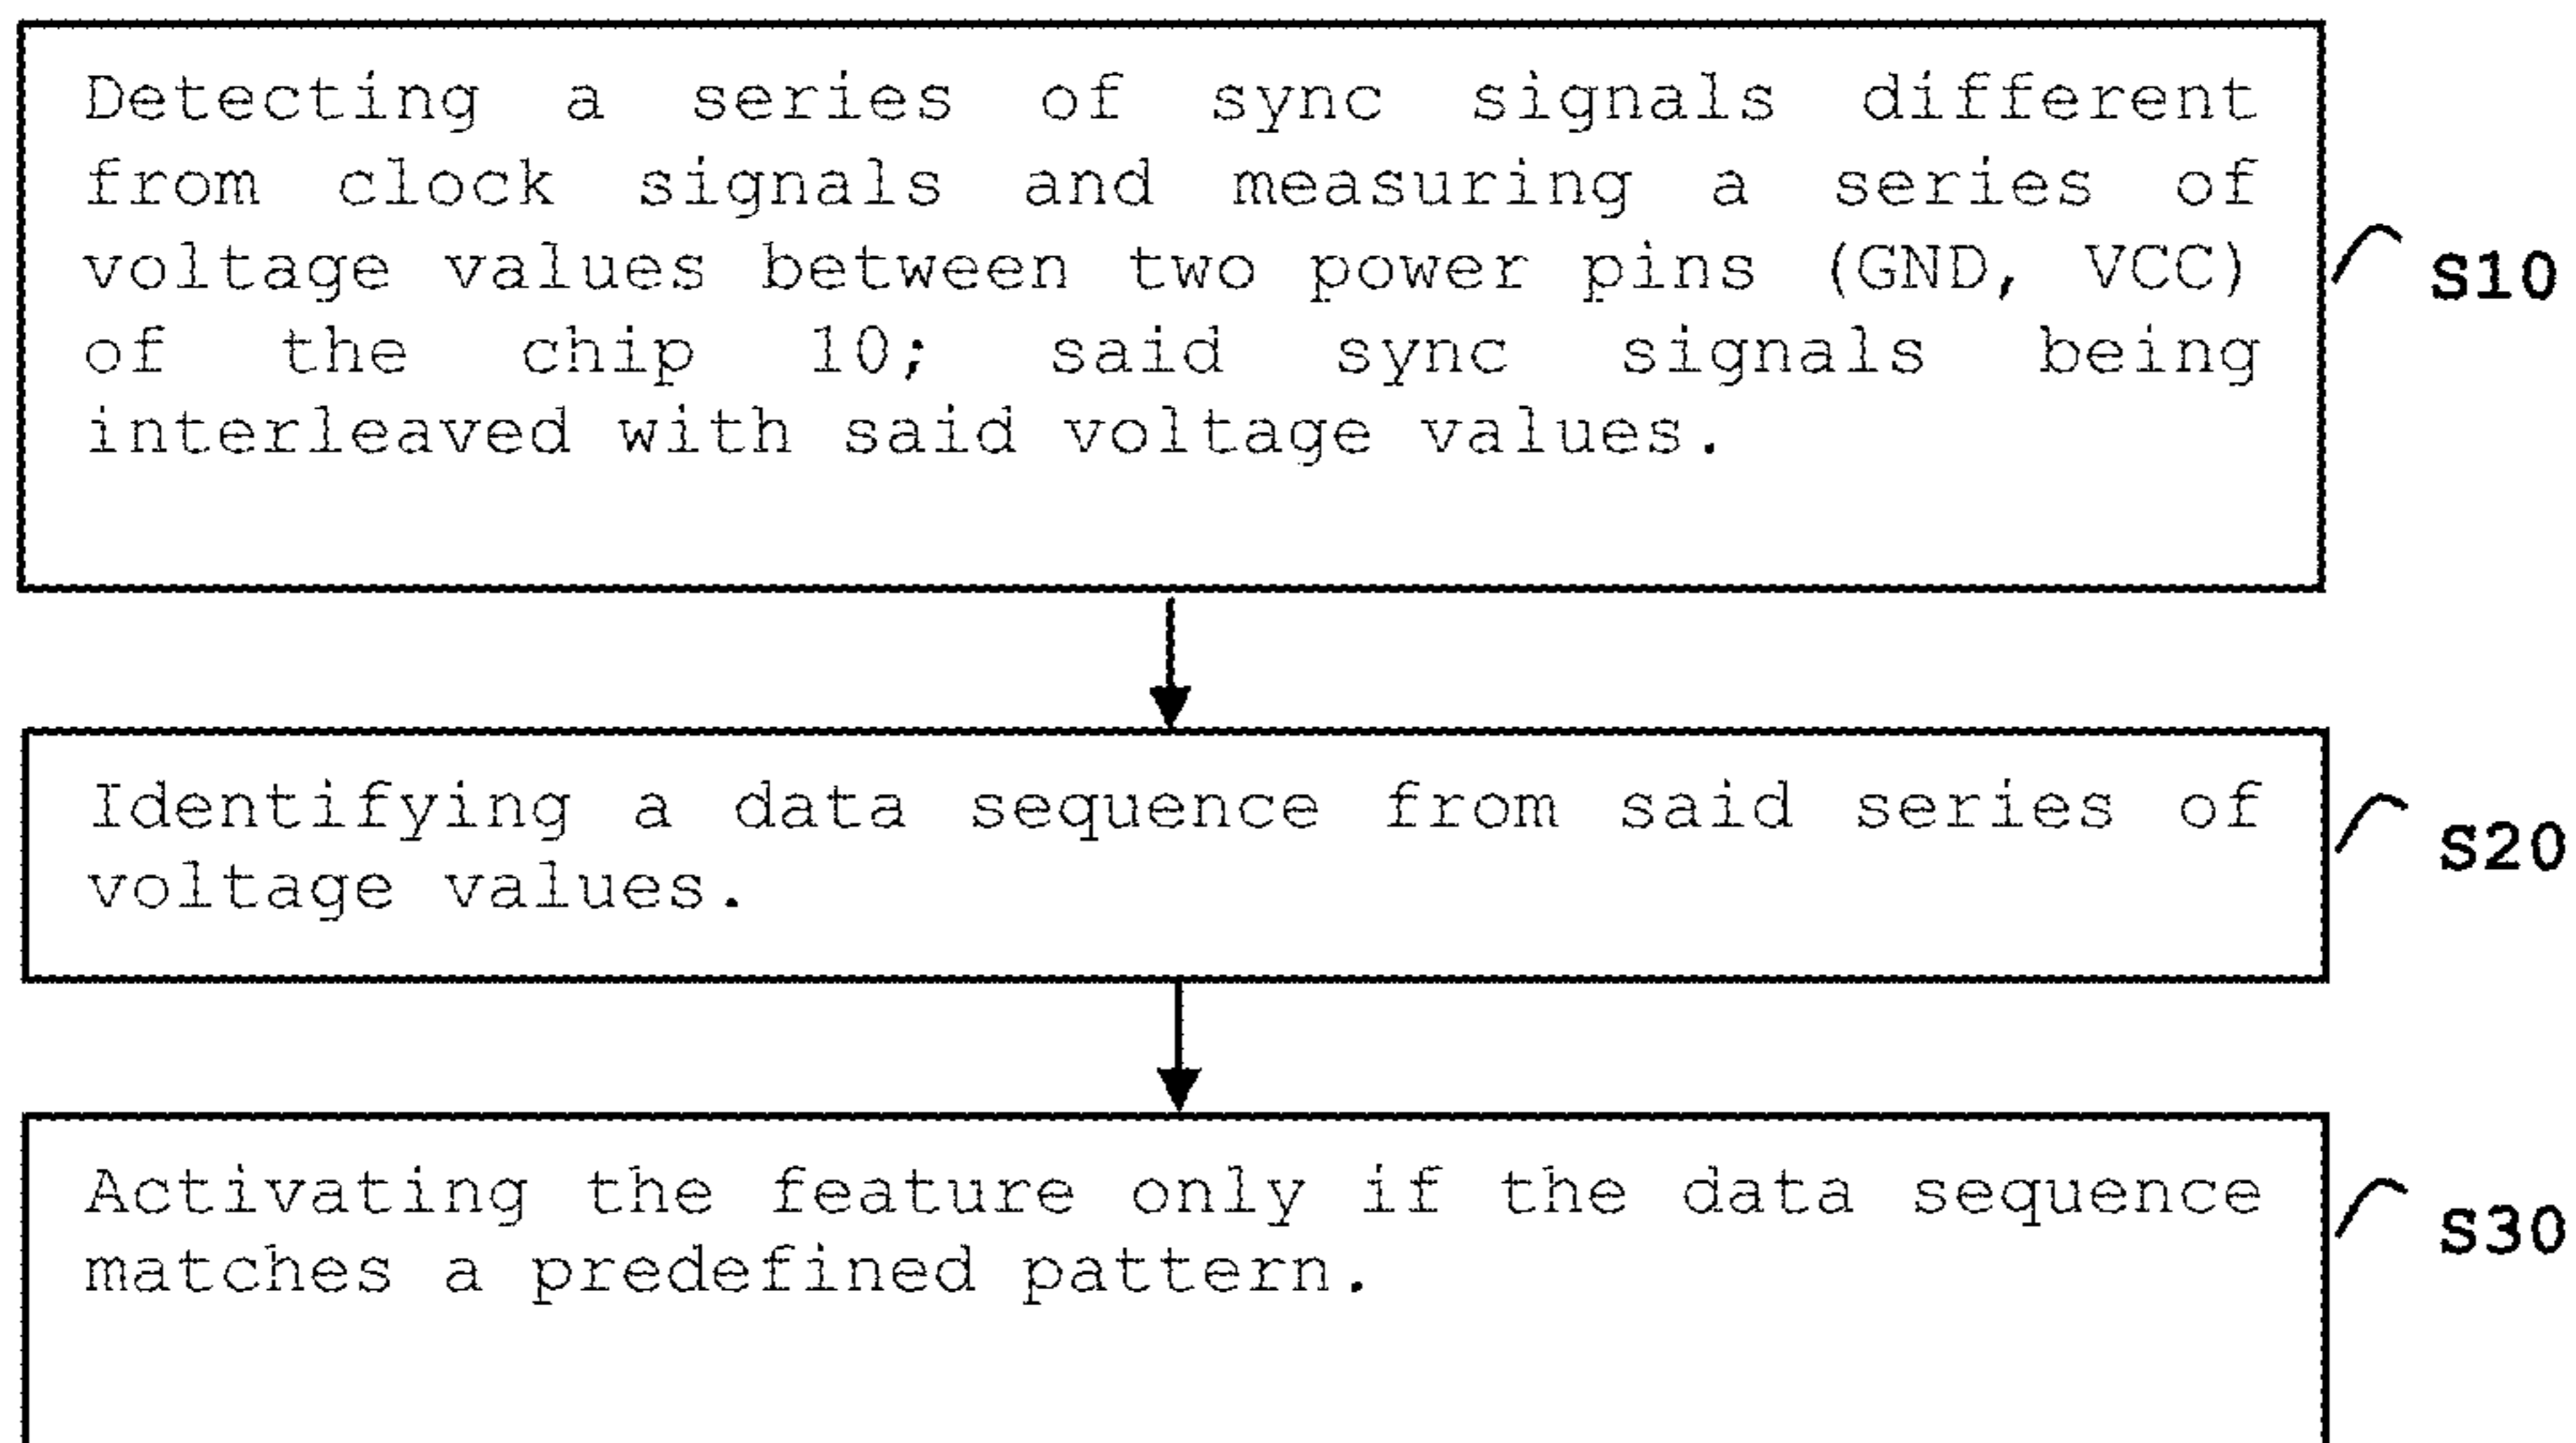 Detecting a series of sync signals different
from clock signals and measuring a series of
voltage values between two power pins (GND, VCC)
of the chip 10; said sync signals being
interleaved with said voltage values.
S10
Identifying a data sequence from said series of
voltage values.
S20
Activating the feature only if the data sequence
matches a predefined pattern.
S30